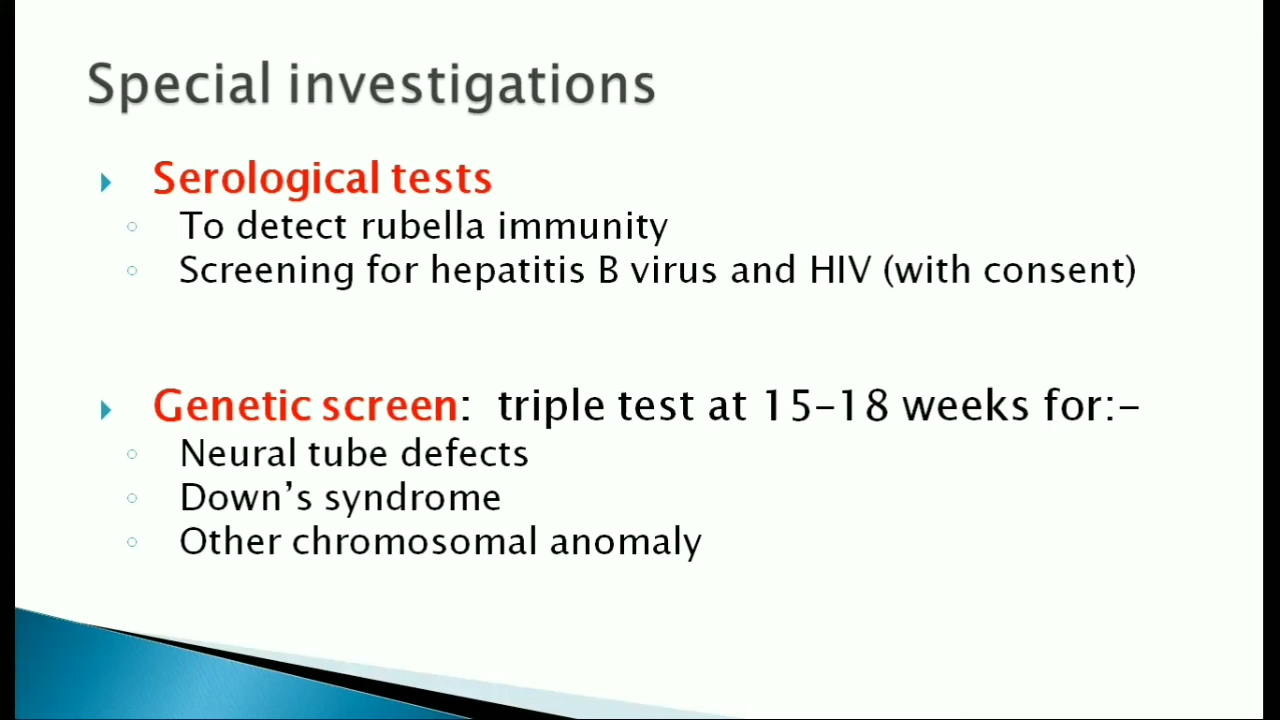 Special investigations
Serological tests
To detect rubella immunity
Screening for hepatitis B virus and HIV (with consent)
Genetic screen: triple test at 15-18 weeks for:-
Neural tube defects
Down’s syndrome
Other chromosomal anomaly